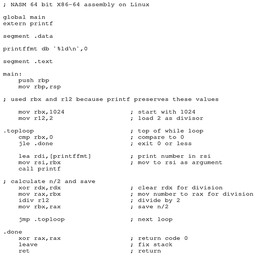 ; NASM 64 bit X86-64 assembly on Linux
global main
extern printf
segment .data
printffmt db `%ld\n`,0
segment .text
main:
push rbp
mov rbp,rsp
; used rbx and r12 because printf preserves these values
mov rbx,1024 ; start with 1024
mov r12,2 ; load 2 as divisor
.toploop ; top of while loop
cmp rbx,0 ; compare to 0
jle .done ; exit 0 or less
lea rdi,[printffmt] ; print number in rsi
mov rsi,rbx ; mov to rsi as argument
call printf
; calculate n/2 and save
xor rdx,rdx ; clear rdx for division
mov rax,rbx ; mov number to rax for division
idiv r12 ; divide by 2
mov rbx,rax ; save n/2
jmp .toploop ; next loop
.done
xor rax,rax ; return code 0
leave ; fix stack
ret ; return